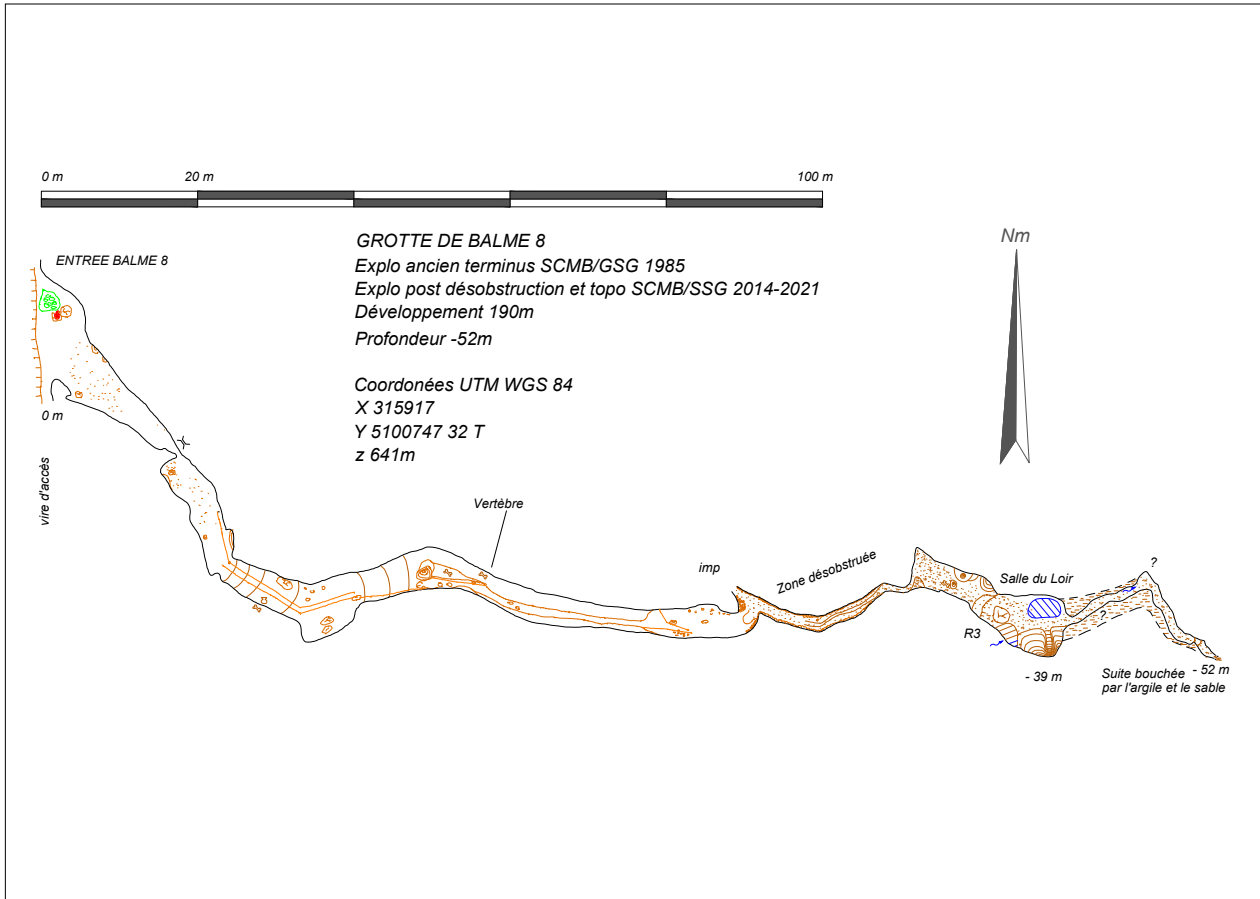 0 m
20 m
100 m
GROTTE DE BALME 8
Explo ancien terminus SCMB/GSG 1985
Explo post désobstruction et topo SCMB/SSG 2014-2021
Développement 190m
Profondeur -52m
Coordonées UTM WGS 84
X 315917
Y 5100747 32 T
z 641m
Nm
ENTREE BALME 8
0 m
vire d'accès
Vertèbre
imp
Zone désobstruée
Salle du Loir
?
?
R3
- 39 m
- 52 m
Suite bouchée
par l'argile et le sable